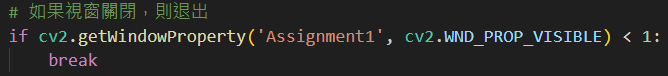 # 如果視窗關閉，則退出
if cv2.getWindowProperty('Assignment1', cv2.WND_PROP_VISIBLE) < 1:
    break